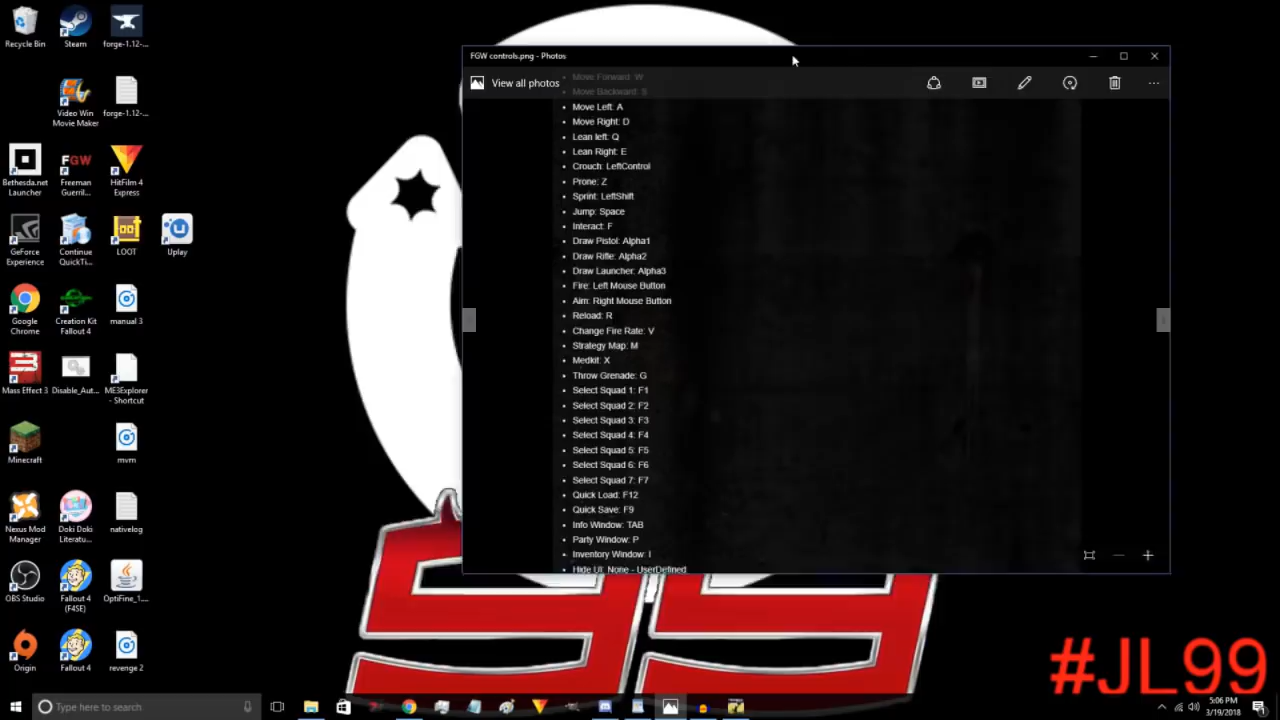 Recycle Bin
Steam
forge-1.12-...
Video Win
Movie Maker
forge-1.12-...
Bethesda.net
Launcher
FGW
Freeman
Guerril...
HitFilm 4
Express
GeForce
Experience
Continue
QuickTi...
LOOT
Uplay
Google
Chrome
Creation Kit
Fallout 4
manual 3
Mass Effect 3
Disable_Aut...
ME3Explorer
- Shortcut
Minecraft
mvm
Nexus Mod
Manager
Doki Doki
Literatu...
nativelog
OBS Studio
Fallout 4
(F4SE)
OptiFine_1....
Origin
Fallout 4
revenge 2
FGW controls.png - Photos
View all photos
Move Forward: W
Move Backward: S
Move Left: A
Move Right: D
Lean left: Q
Lean Right: E
Crouch: LeftControl
Prone: Z
Sprint: LeftShift
Jump: Space
Interact: F
Draw Pistol: Alpha1
Draw Rifle: Alpha2
Draw Launcher: Alpha3
Fire: Left Mouse Button
Aim: Right Mouse Button
Reload: R
Change Fire Rate: V
Strategy Map: M
Medkit: X
Throw Grenade: G
Select Squad 1: F1
Select Squad 2: F2
Select Squad 3: F3
Select Squad 4: F4
Select Squad 5: F5
Select Squad 6: F6
Select Squad 7: F7
Quick Load: F12
Quick Save: F9
Info Window: TAB
Party Window: P
Inventory Window: I
Hide UI: None - UserDefined
#JL99
Type here to search
5:06 PM
3/19/2018